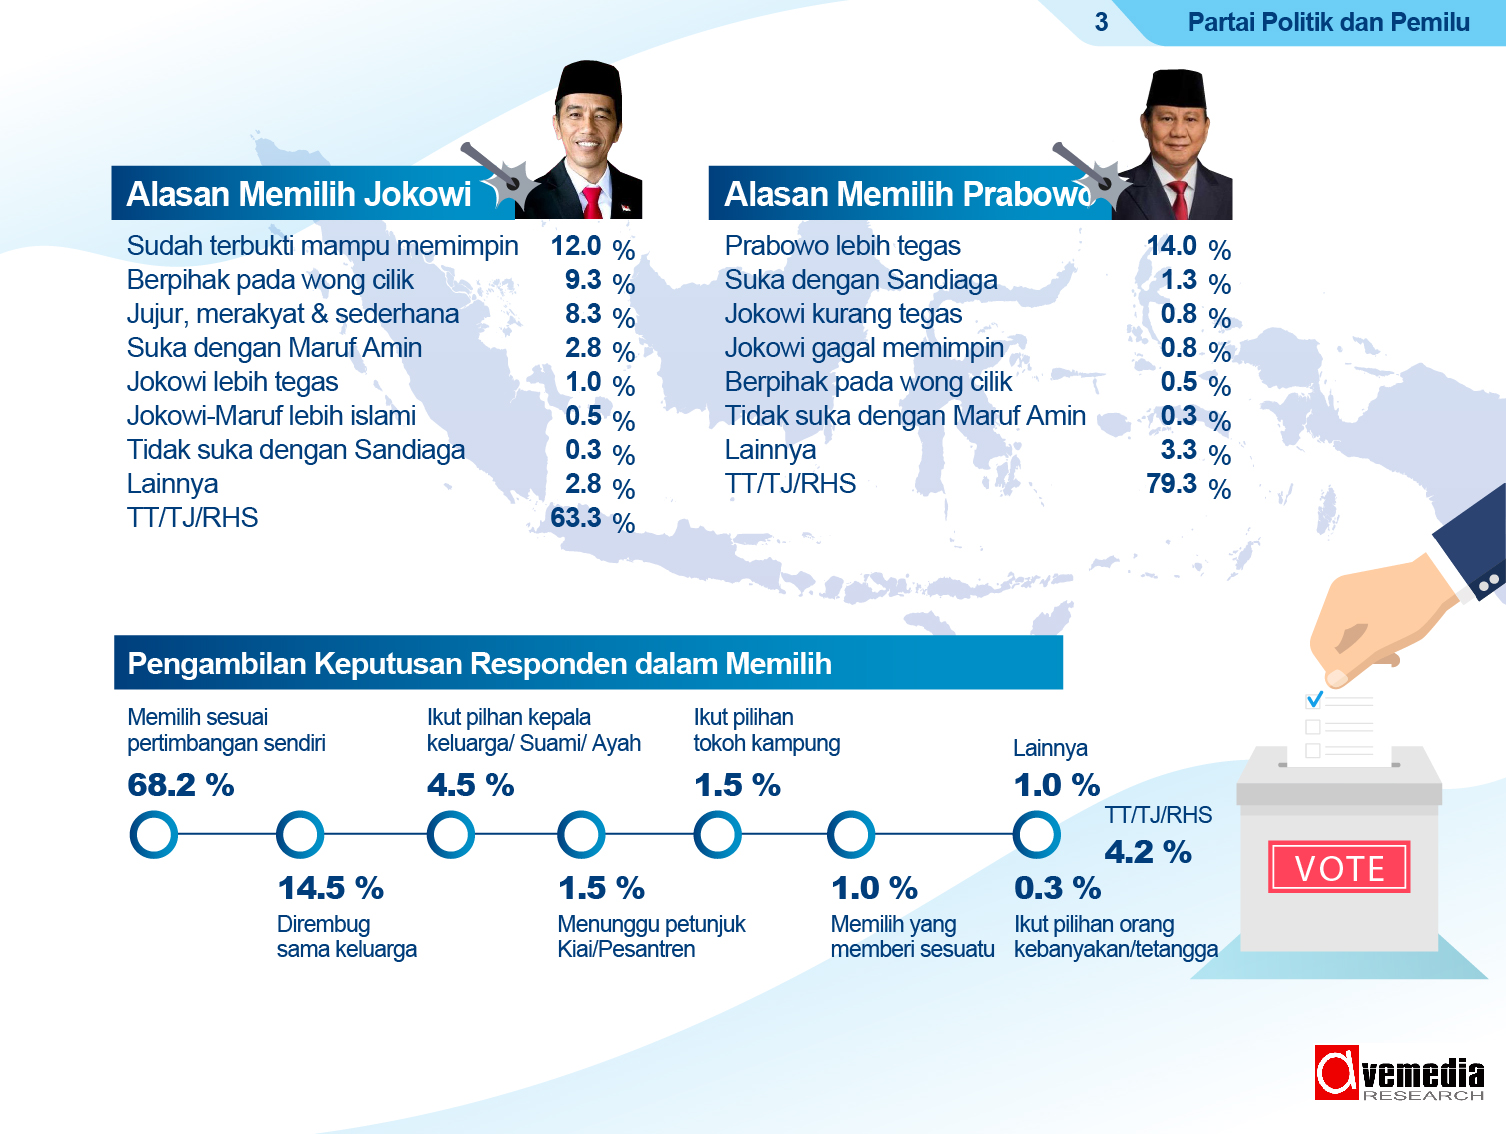 3 Partai Politik dan Pemilu
Alasan Memilih Jokowi
Sudah terbukti mampu memimpin 12.0 %
Berpihak pada wong cilik 9.3 %
Jujur, merakyat & sederhana 8.3 %
Suka dengan Maruf Amin 2.8 %
Jokowi lebih tegas 1.0 %
Jokowi-Maruf lebih islami 0.5 %
Tidak suka dengan Sandiaga 0.3 %
Lainnya 2.8 %
TT/TJ/RHS 63.3 %
Alasan Memilih Prabowo
Prabowo lebih tegas 14.0 %
Suka dengan Sandiaga 1.3 %
Jokowi kurang tegas 0.8 %
Jokowi gagal memimpin 0.8 %
Berpihak pada wong cilik 0.5 %
Tidak suka dengan Maruf Amin 0.3 %
Lainnya 3.3 %
TT/TJ/RHS 79.3 %
Pengambilan Keputusan Responden dalam Memilih
Memilih sesuai
pertimbangan sendiri
68.2 %
14.5 %
Dirembug
sama keluarga
Ikut pilhan kepala
keluarga/ Suami/ Ayah
4.5 %
1.5 %
Menunggu petunjuk
Kiai/Pesantren
Ikut pilihan
tokoh kampung
1.5 %
1.0 %
Memilih yang
memberi sesuatu
Lainnya
1.0 %
0.3 %
Ikut pilihan orang
kebanyakan/tetangga
TT/TJ/RHS
4.2 %
VOTE
avemedia
RESEARCH